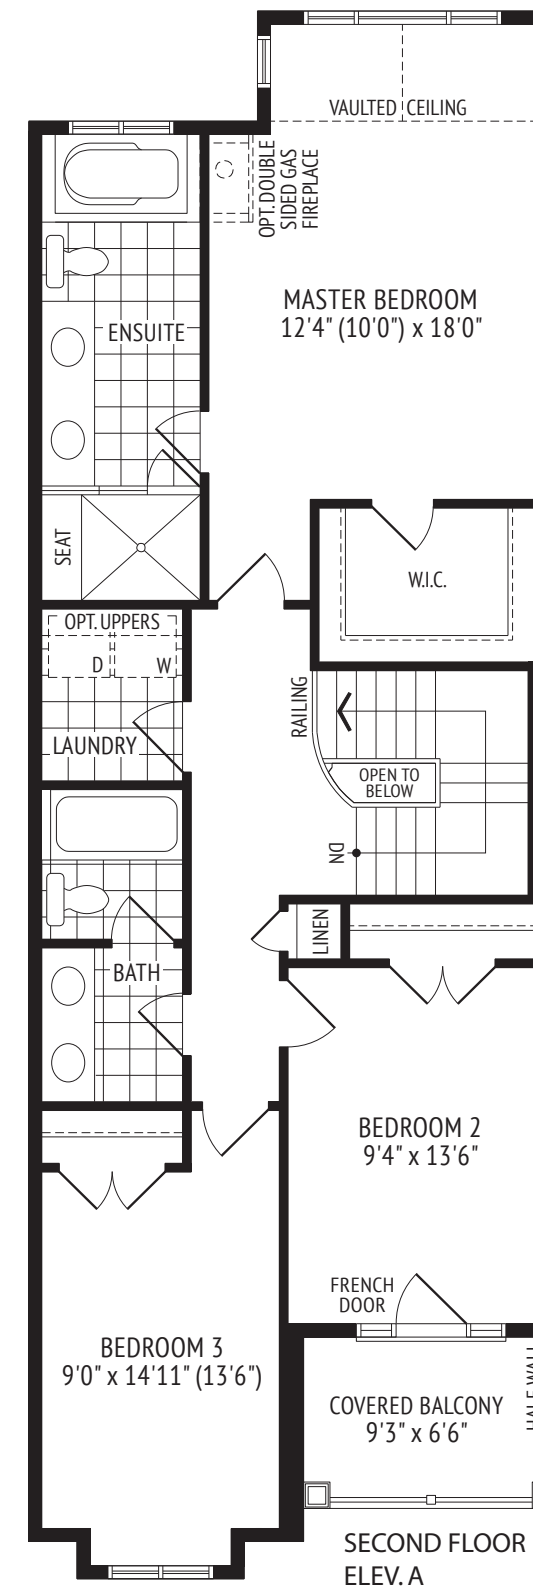 VAULTED CEILING
OPT. DOUBLE
SIDED GAS
FIREPLACE
MASTER BEDROOM
12'4" (10'0") x 18'0"
ENSUITE
SEAT
W.I.C.
OPT. UPPERS
D W
RAILING
LAUNDRY
OPEN TO
BELOW
DN
LINEN
BATH
BEDROOM 2
9'4" x 13'6"
FRENCH
DOOR
BEDROOM 3
9'0" x 14'11" (13'6")
HALF WALL
COVERED BALCONY
9'3" x 6'6"
SECOND FLOOR
ELEV. A